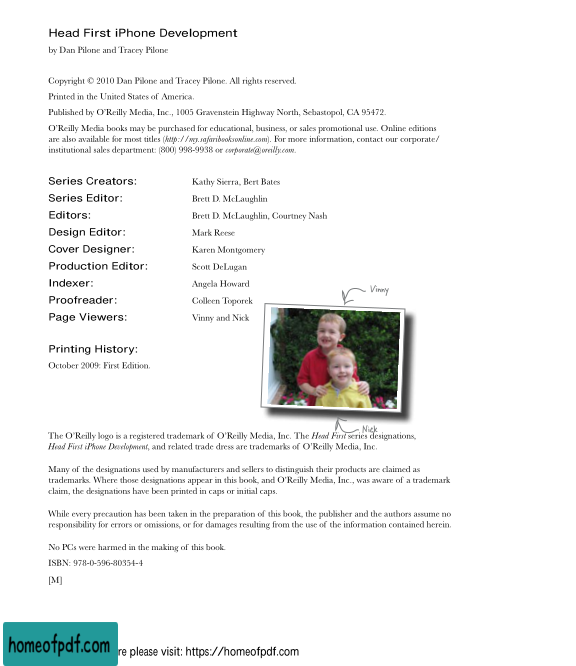 Head First iPhone Development
by Dan Pilone and Tracey Pilone
Copyright © 2010 Dan Pilone and Tracey Pilone. All rights reserved.
Printed in the United States of America.
Published by O'Reilly Media, Inc., 1005 Gravenstein Highway North, Sebastopol, CA 95472.
O'Reilly Media books may be purchased for educational, business, or sales promotional use. Online editions
are also available for most titles (http://my.safaribooksonline.com). For more information, contact our corporate/
institutional sales department: (800) 998-9938 or corporate@oreilly.com.
Series Creators: Kathy Sierra, Bert Bates
Series Editor: Brett D. McLaughlin
Editors: Brett D. McLaughlin, Courtney Nash
Design Editor: Mark Reese
Cover Designer: Karen Montgomery
Production Editor: Scott DeLugan
Indexer: Angela Howard
Proofreader: Colleen Toporek
Page Viewers: Vinny and Nick
Vinny
Printing History:
October 2009: First Edition.
Nick
The O'Reilly logo is a registered trademark of O'Reilly Media, Inc. The Head First series designations,
Head First iPhone Development, and related trade dress are trademarks of O'Reilly Media, Inc.
Many of the designations used by manufacturers and sellers to distinguish their products are claimed as
trademarks. Where those designations appear in this book, and O'Reilly Media, Inc., was aware of a trademark
claim, the designations have been printed in caps or initial caps.
While every precaution has been taken in the preparation of this book, the publisher and the authors assume no
responsibility for errors or omissions, or for damages resulting from the use of the information contained herein.
No PCs were harmed in the making of this book.
ISBN: 978-0-596-80354-4
[M]
homeofpdf.com re please visit: https://homeofpdf.com